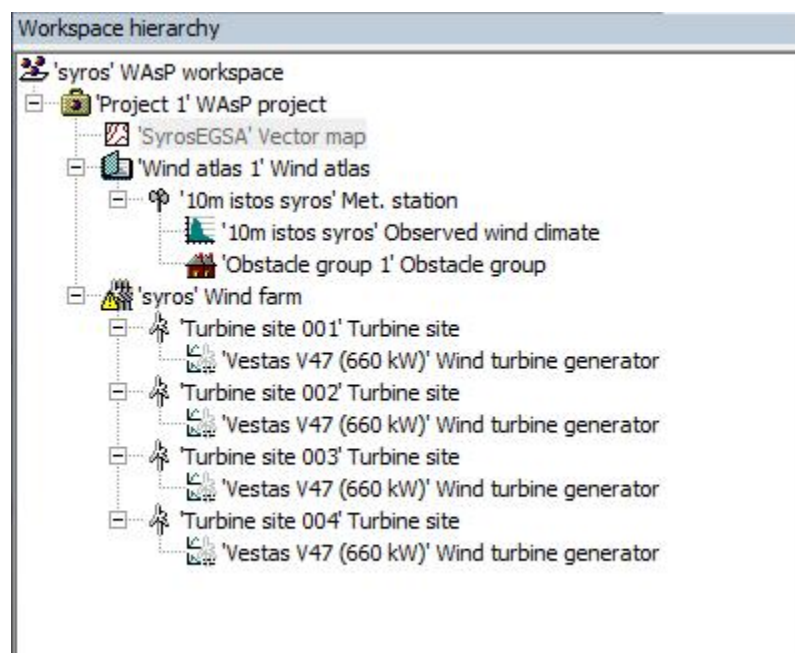 Workspace hierarchy
'syros' WAsP workspace
'Project 1' WAsP project
'SyrosEGSA' Vector map
'Wind atlas 1' Wind atlas
'10m istos syros' Met. station
'10m istos syros' Observed wind climate
'Obstacle group 1' Obstacle group
'syros' Wind farm
'Turbine site 001' Turbine site
'Vestas V47 (660 kW)' Wind turbine generator
'Turbine site 002' Turbine site
'Vestas V47 (660 kW)' Wind turbine generator
'Turbine site 003' Turbine site
'Vestas V47 (660 kW)' Wind turbine generator
'Turbine site 004' Turbine site
'Vestas V47 (660 kW)' Wind turbine generator